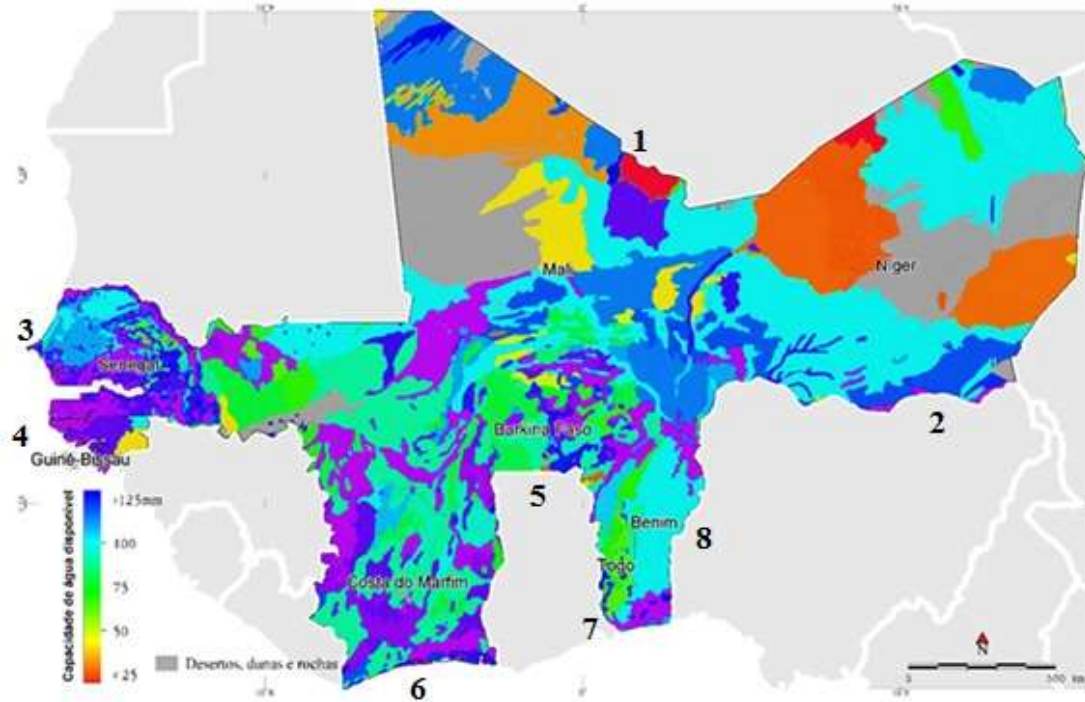 1
Mali
Niger
3
Senegal
2
4
Barkina Faso
Guiné-Bissau
5
8
Benim
Togo
Costa do Marfim
7
6
Capacidade de água disponível
+125mm
100
75
50
<25
Desertos, dunas e rochas
N